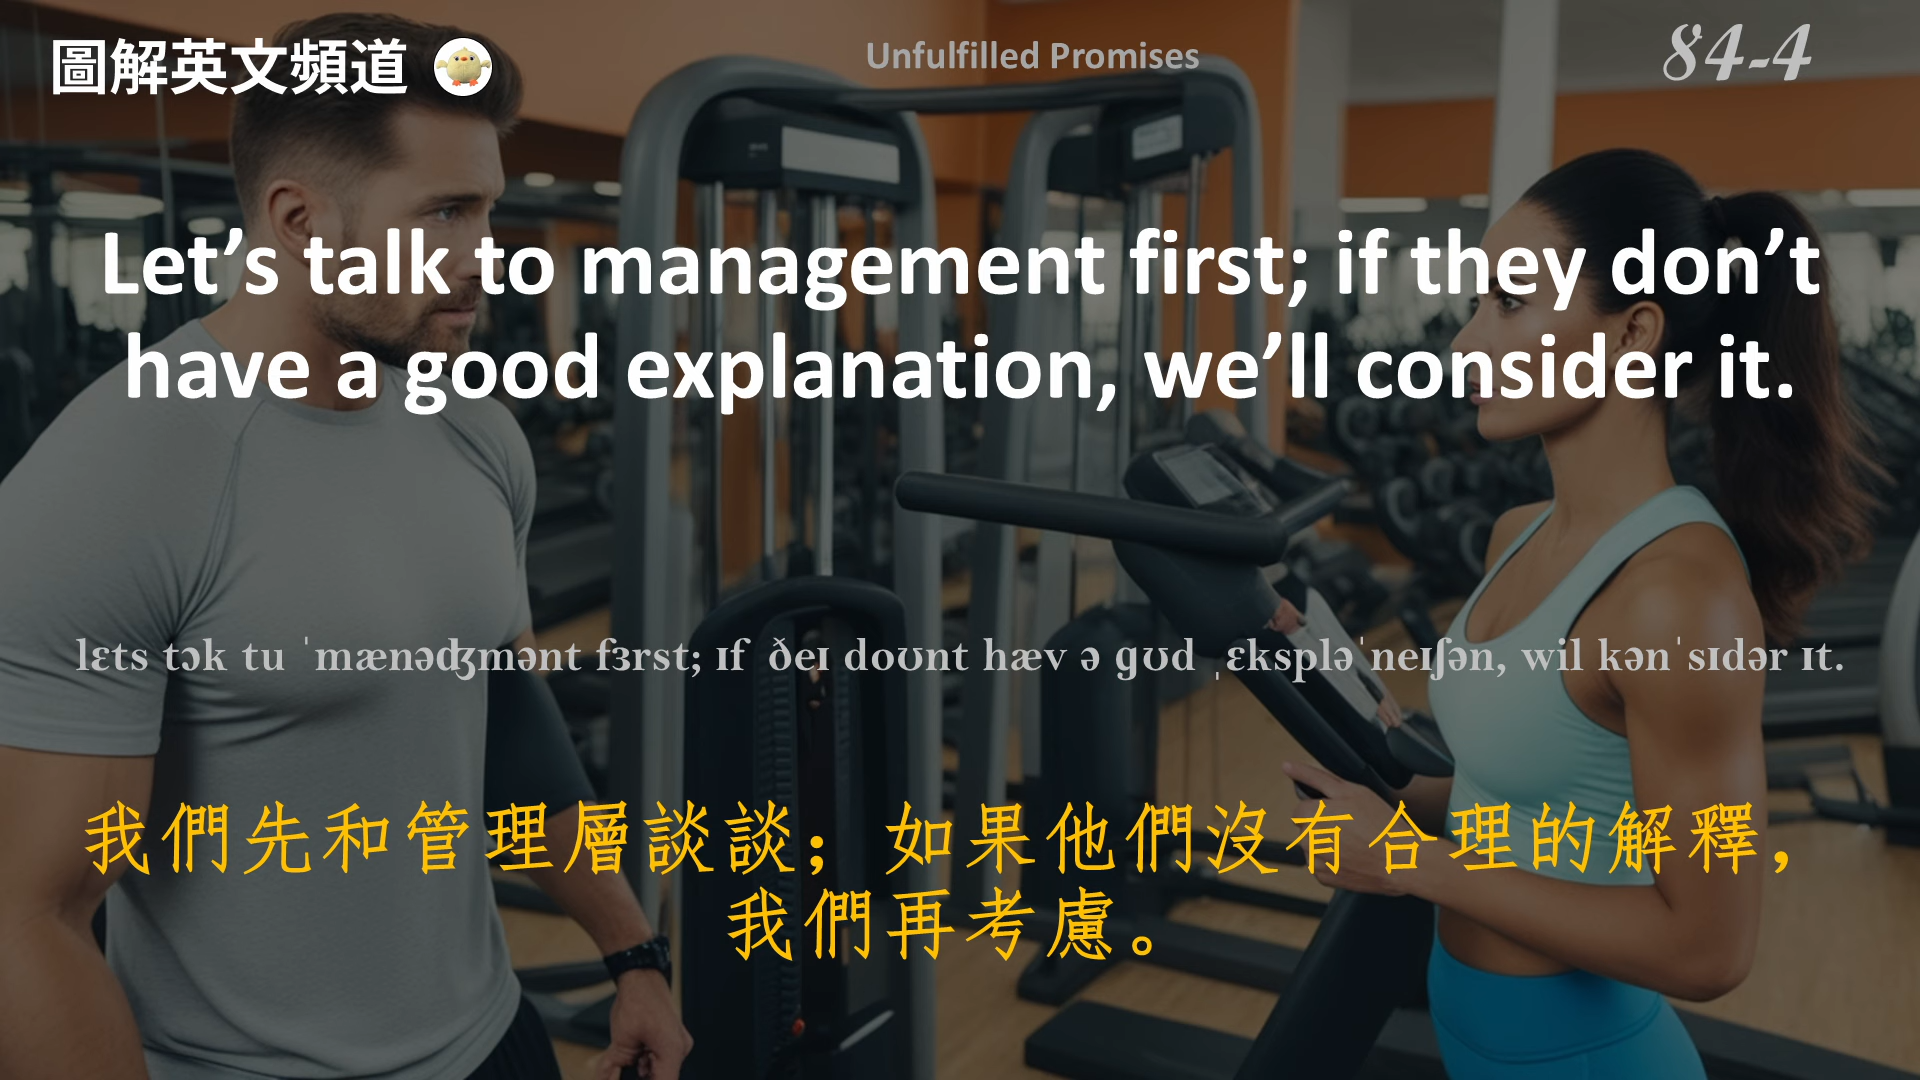 圖解英文頻道
Unfulfilled Promises
84-4
Let’s talk to management first; if they don’t
have a good explanation, we’ll consider it.
lɛts tɔk tu ˈmænəʤmənt fɜrst; ɪf ðeɪ doʊnt hæv ə ɡʊd ˌɛkspləˈneɪʃən, wil kənˈsɪdər ɪt.
我們先和管理層談談；如果他們沒有合理的解釋，
我們再考慮。